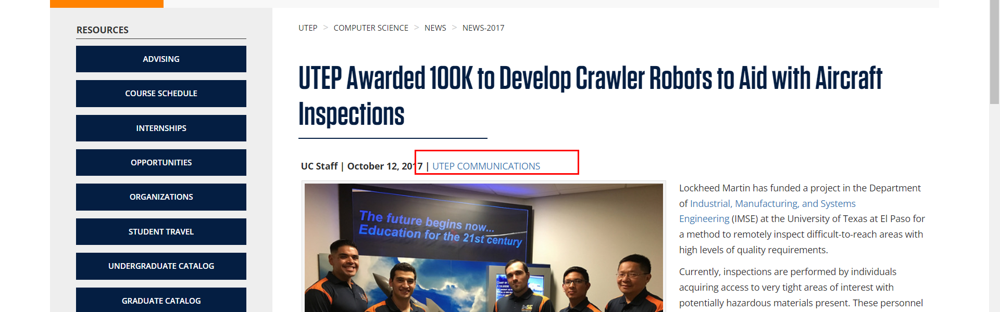 RESOURCES
ADVISING
COURSE SCHEDULE
INTERNSHIPS
OPPORTUNITIES
ORGANIZATIONS
STUDENT TRAVEL
UNDERGRADUATE CATALOG
GRADUATE CATALOG
UTEP > COMPUTER SCIENCE > NEWS > NEWS-2017
UTEP Awarded 100K to Develop Crawler Robots to Aid with Aircraft
Inspections
UC Staff | October 12, 2017 | UTEP COMMUNICATIONS
The future begins now...
Education for the 21st century
Lockheed Martin has funded a project in the Department
of Industrial, Manufacturing, and Systems
Engineering (IMSE) at the University of Texas at El Paso for
a method to remotely inspect difficult-to-reach areas with
high levels of quality requirements.
Currently, inspections are performed by individuals
acquiring access to very tight areas of interest with
potentially hazardous materials present. These personnel